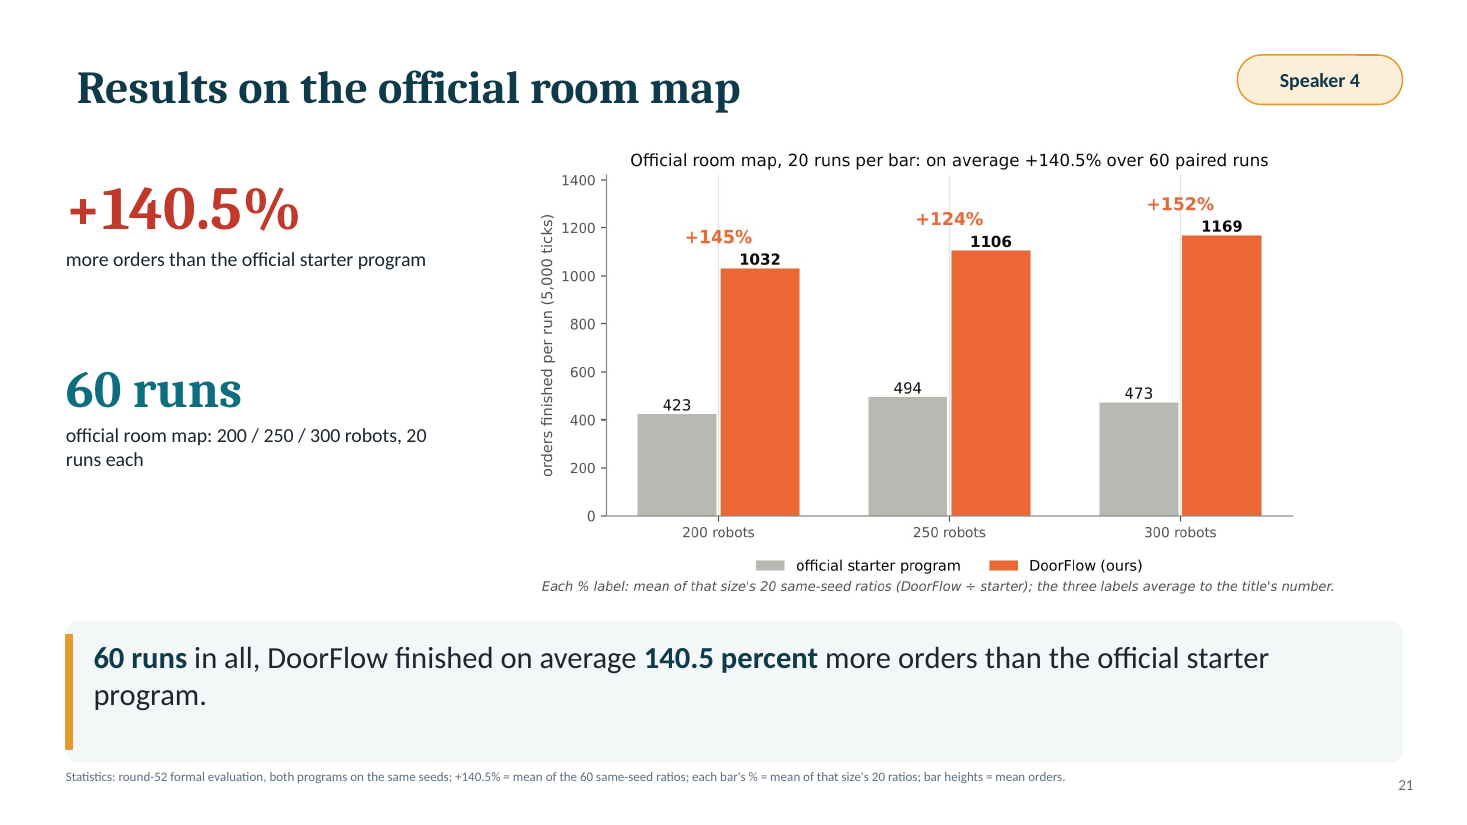 Results on the official room map
Speaker 4
+140.5%
more orders than the official starter program
60 runs
official room map: 200 / 250 / 300 robots, 20
runs each
Official room map, 20 runs per bar: on average +140.5% over 60 paired runs
orders finished per run (5,000 ticks)
1400
1200
1000
800
600
400
200
0
+145%
+124%
+152%
423
1032
494
1106
473
1169
200 robots
250 robots
300 robots
official starter program
DoorFlow (ours)
Each % label: mean of that size's 20 same-seed ratios (DoorFlow ÷ starter); the three labels average to the title's number.
60 runs in all, DoorFlow finished on average 140.5 percent more orders than the official starter
program.
Statistics: round-52 formal evaluation, both programs on the same seeds; +140.5% = mean of the 60 same-seed ratios; each bar's % = mean of that size's 20 ratios; bar heights = mean orders.
21